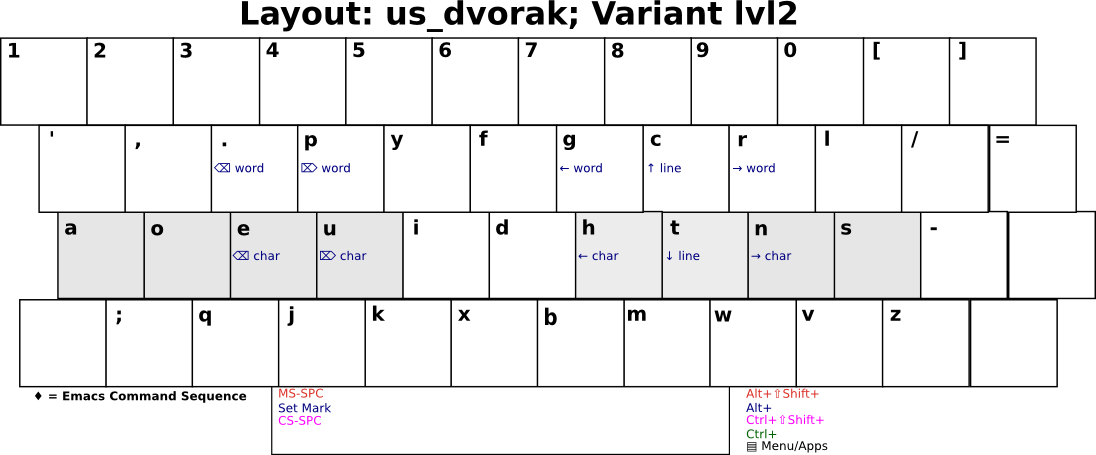 Layout: us_dvorak; Variant lvl2
1 2 3 4 5 6 7 8 9 0 [ ]
' , . p y f g c r l / =
⌫ word ⌦ word ← word ↑ line → word
a o e u i d h t n s -
⌫ char ⌦ char ← char ↓ line → char
; q j k x b m w v z
♦ = Emacs Command Sequence
MS-SPC
Set Mark
CS-SPC
Alt+⇧Shift+
Alt+
Ctrl+⇧Shift+
Ctrl+
▤ Menu/Apps